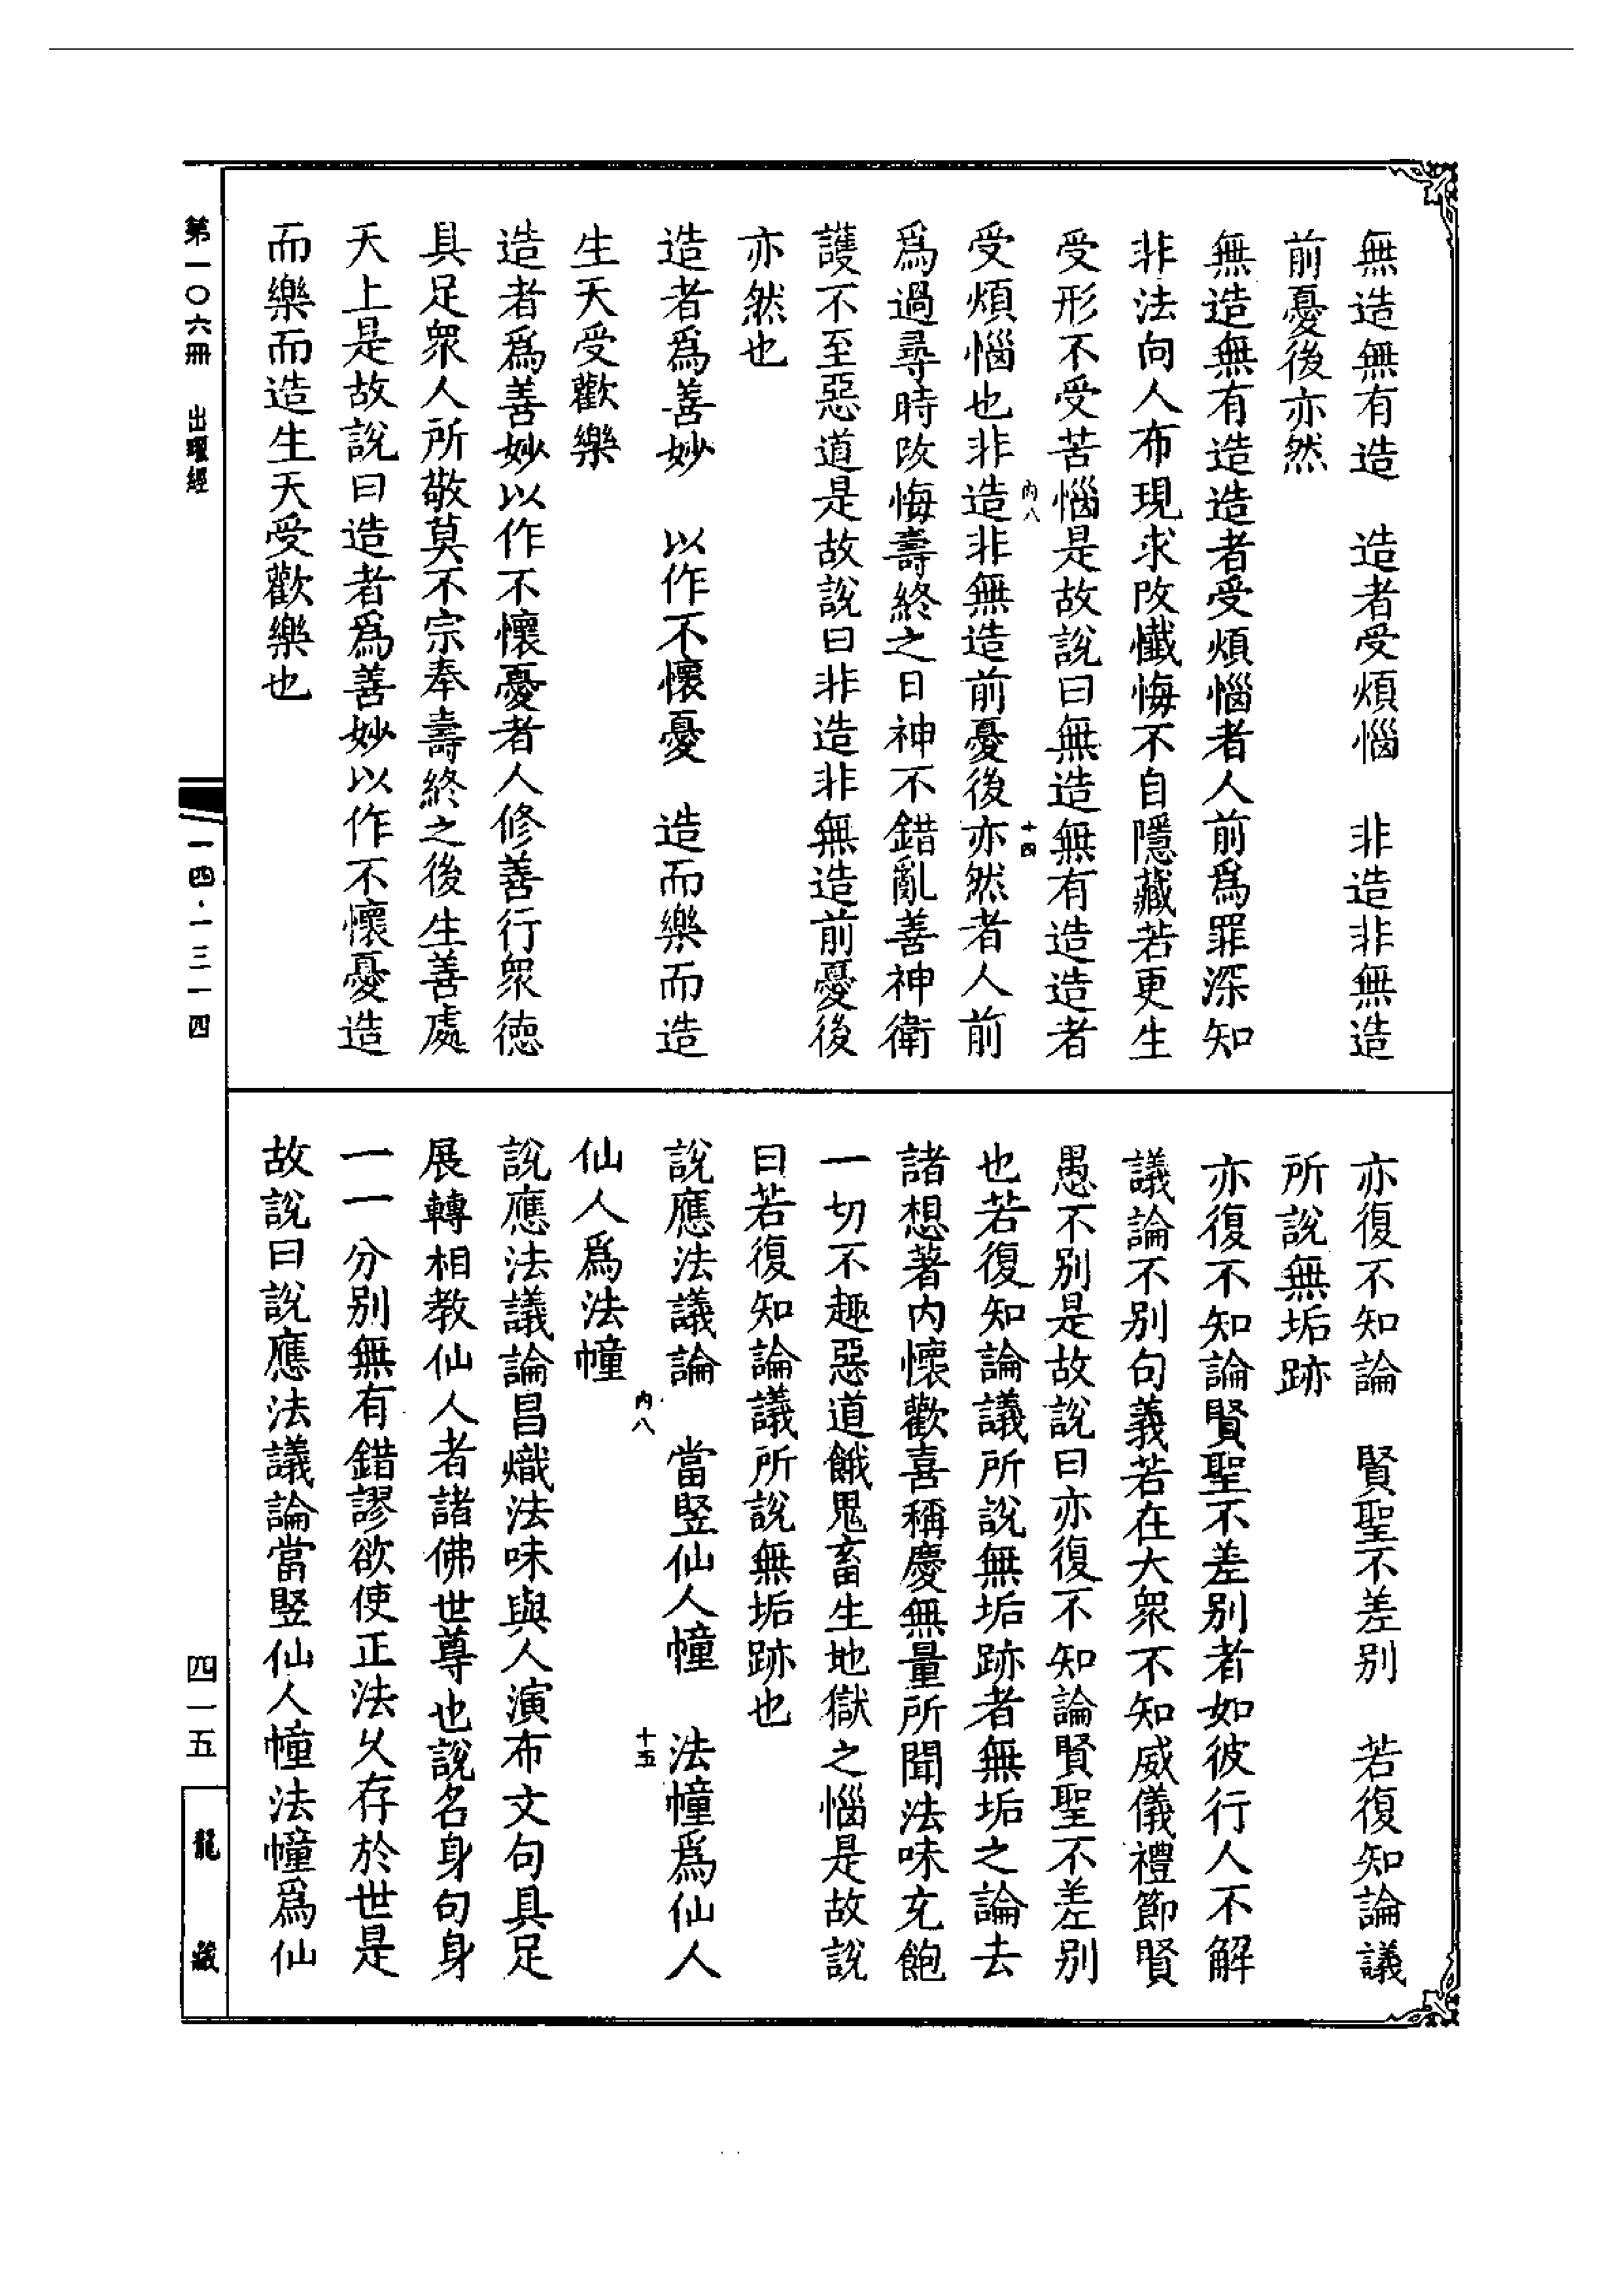 無造無有造　造者受煩惱　非造非無造
前憂後亦然
無造無有造造者受煩惱者人前爲罪深知
非法向人布現求改懺悔不自隱藏若更生
受形不受苦惱是故說曰無造無有造造者
內八
十四
受煩惱也非造非無造前憂後亦然者人前
爲過尋時改悔壽終之日神不錯亂善神衛
護不至惡道是故說曰非造非無造前憂後
亦然也
造者爲善妙　以作不懷憂　造而樂而造
生天受歡樂
造者爲善妙以作不懷憂者人修善行衆德
具足衆人所敬莫不宗奉壽終之後生善處
天上是故說曰造者爲善妙以作不懷憂造
而樂而造生天受歡樂也
亦復不知論　賢聖不差别　若復知論議
所說無垢跡
亦復不知論賢聖不差别者如彼行人不解
議論不别句義若在大衆不知威儀禮節賢
愚不别是故說曰亦復不知論賢聖不差别
也若復知論議所說無垢跡者無垢之論去
諸想著内懷歡喜稱慶無量所聞法味充飽
一切不趣惡道餓鬼畜生地獄之惱是故說
曰若復知論議所說無垢跡也
說應法議論　當竪仙人幢　法幢爲仙人
內八
十五
仙人爲法幢
說應法議論昌熾法味與人演布文句具足
展轉相教仙人者諸佛世尊也說名身句身
一一分别無有錯謬欲使正法久存於世是
故說曰說應法議論當竪仙人幢法幢爲仙
第一〇六冊　出曜經
一四·一三一四
四一五
龍藏